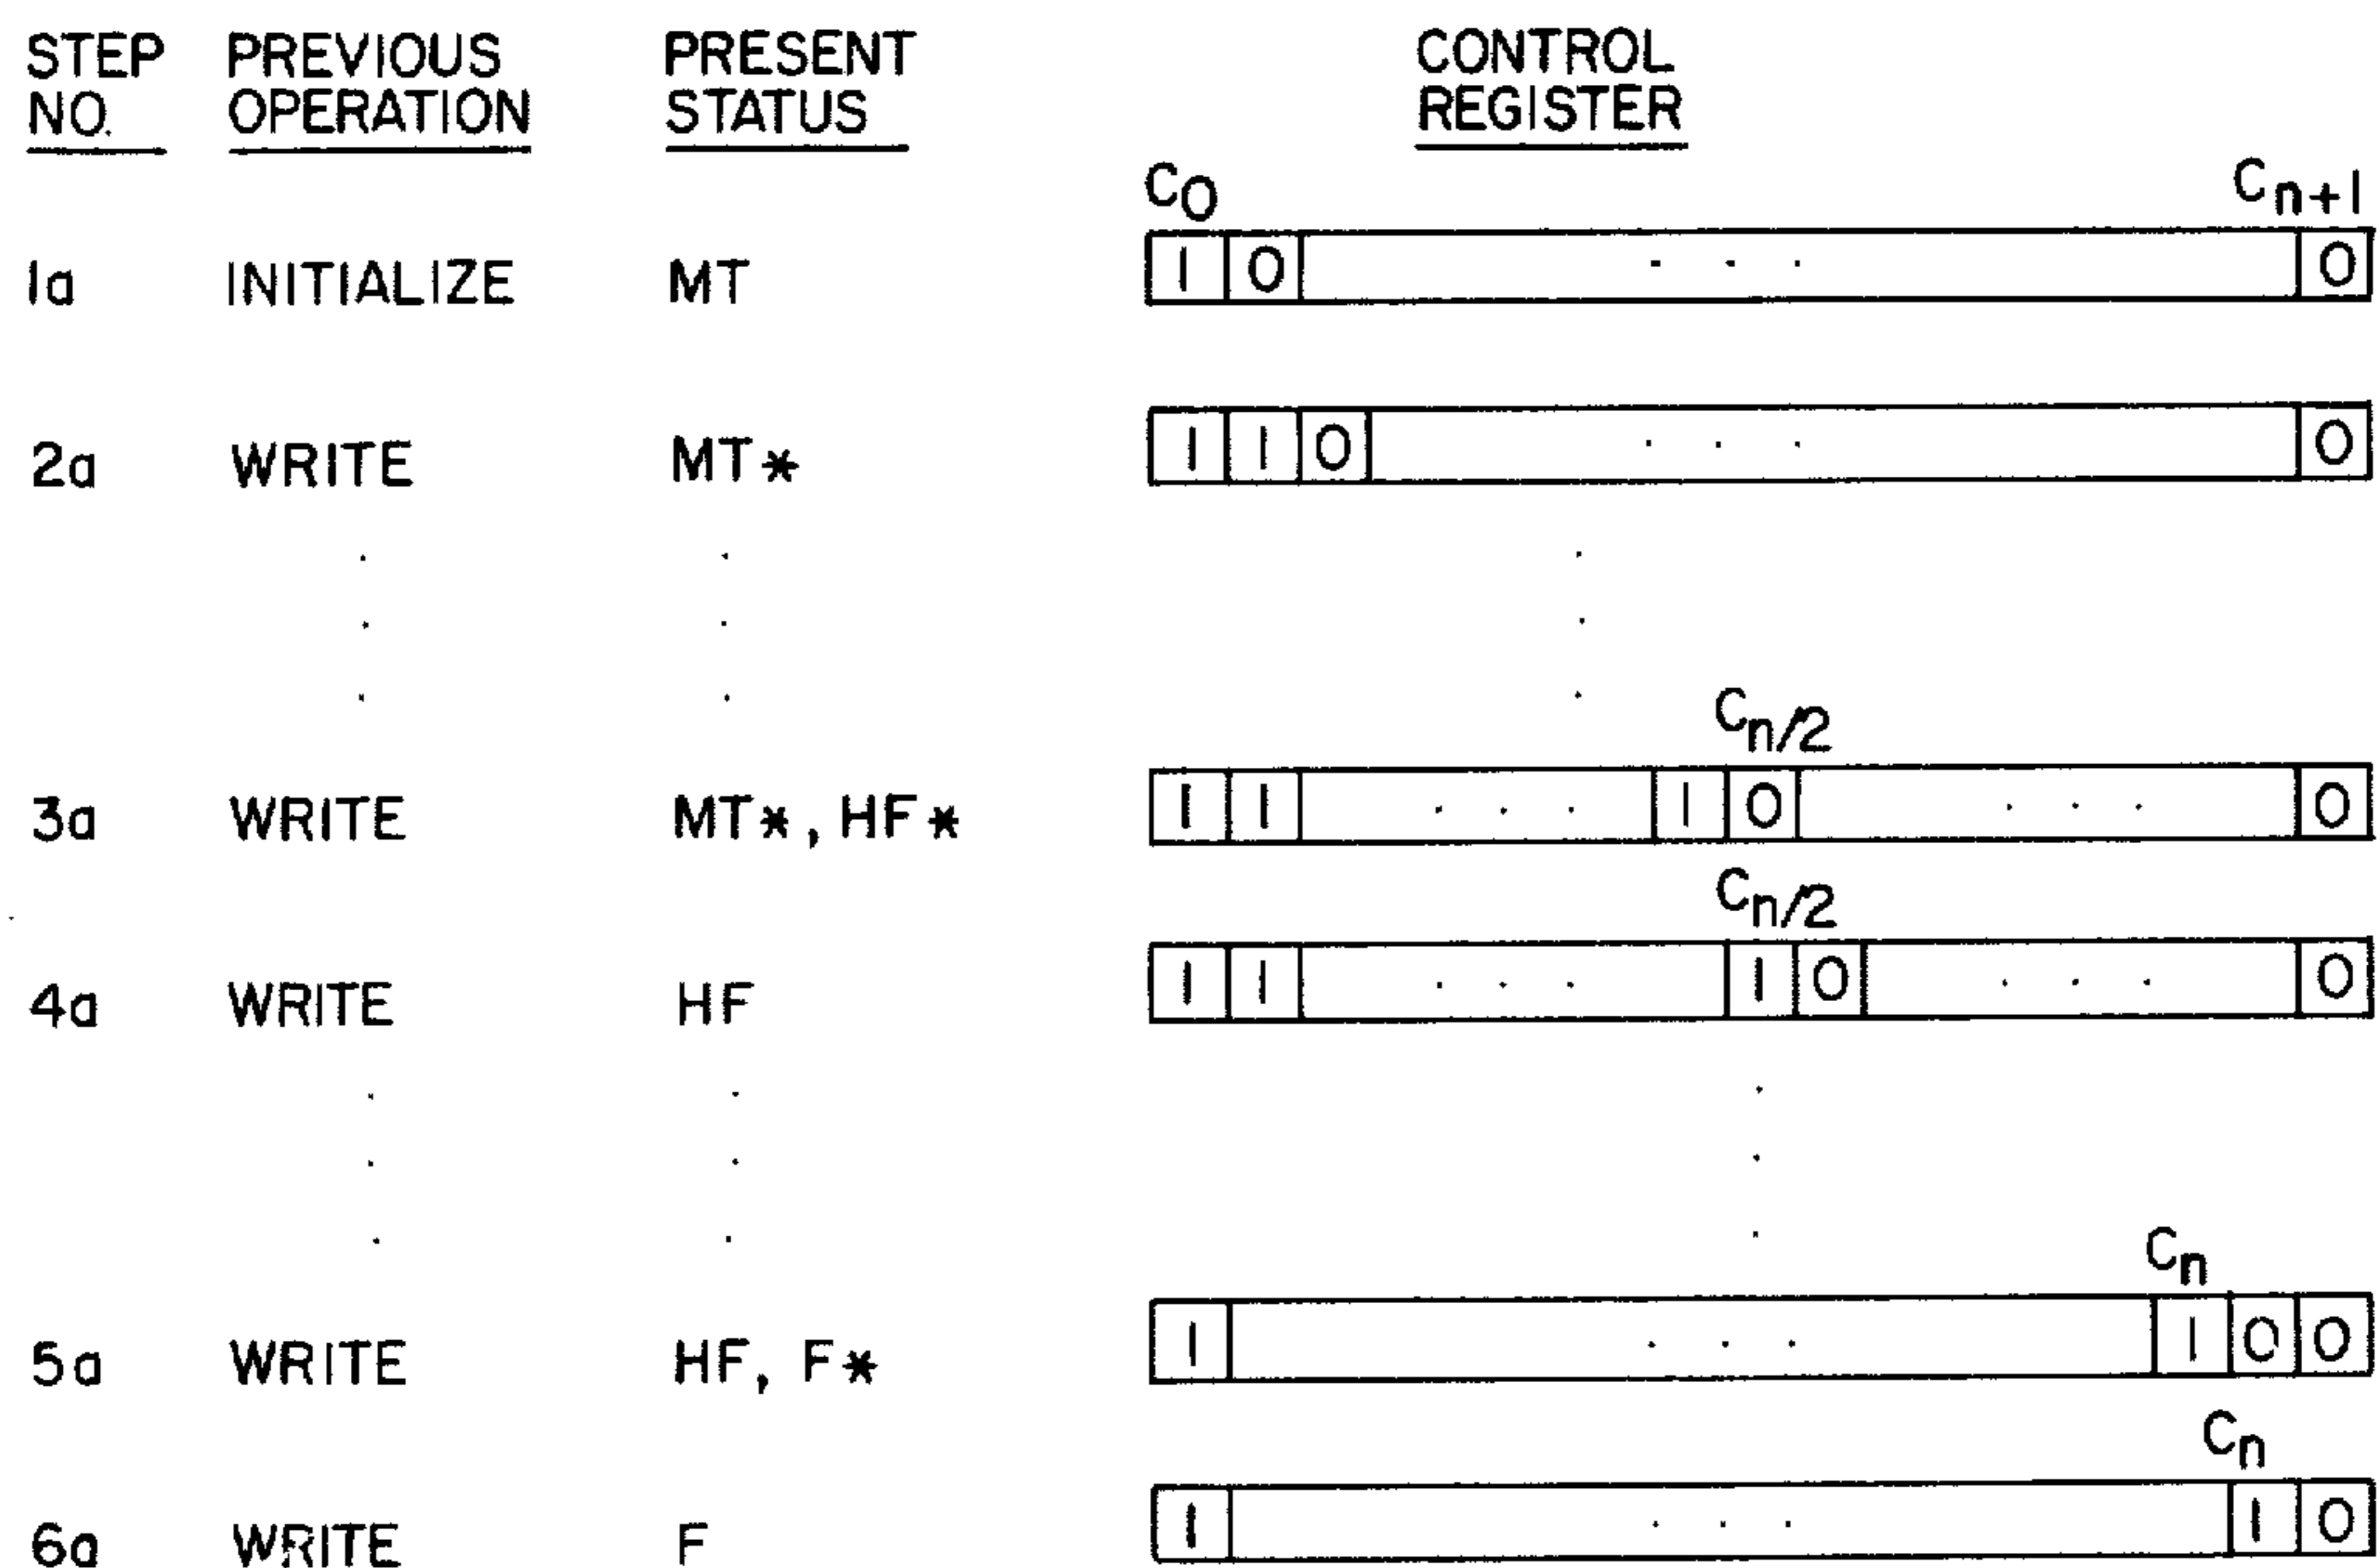 STEP NO. PREVIOUS OPERATION PRESENT STATUS CONTROL REGISTER
C0 Cn+1
1a INITIALIZE MT 1 0 . . . 0
2a WRITE MT* 1 1 0 . . . 0
. . .
. . .
. . .
Cn/2
3a WRITE MT*, HF* 1 1 . . . 1 0 . . . 0
Cn/2
4a WRITE HF 1 1 . . . 1 0 . . . 0
. . .
. . .
. . .
Cn
5a WRITE HF, F* 1 . . . 1 0 0
Cn
6a WRITE F 1 . . . 1 0